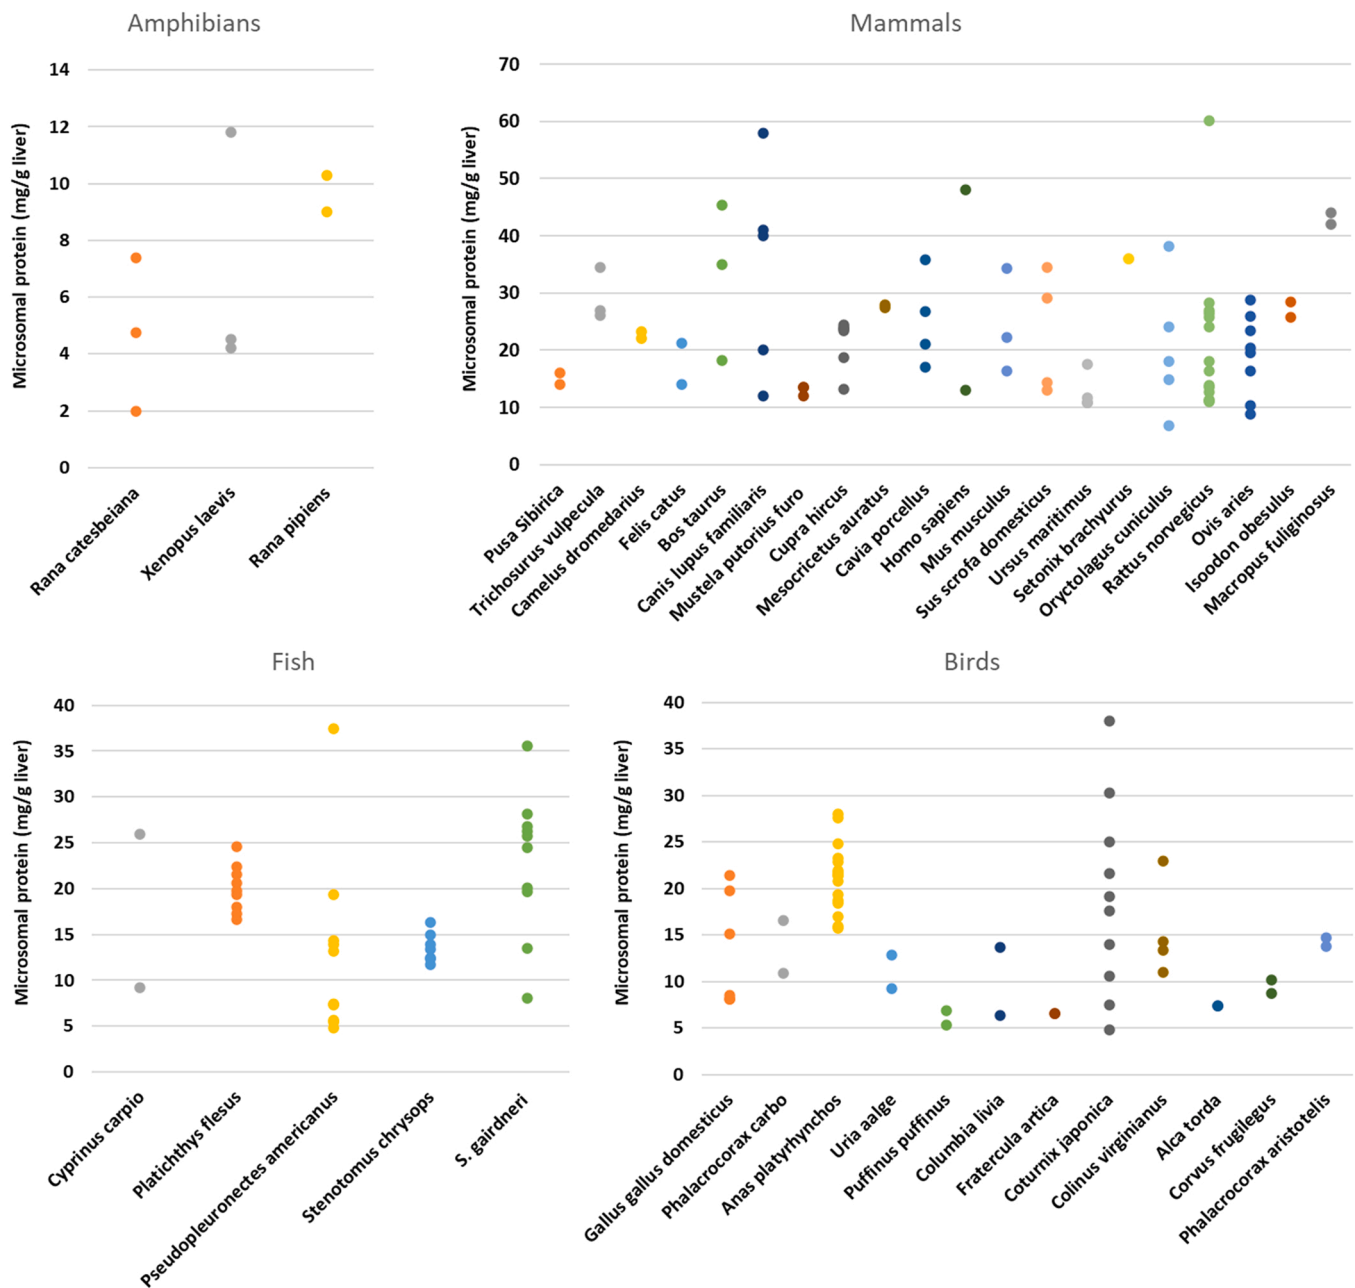 Amphibians
Microsomal protein (mg/g liver)
14
12
10
8
6
4
2
0
Rana catesbeiana
Xenopus laevis
Rana pipiens
Mammals
Microsomal protein (mg/g liver)
70
60
50
40
30
20
10
0
Pusa Sibirica
Trichosurus vulpecula
Camelus dromedarius
Felis catus
Bos taurus
Canis lupus familiaris
Mustela putorius furo
Cupra hircus
Mesocricetus auratus
Cavia porcellus
Homo sapiens
Mus musculus
Sus scrofa domesticus
Ursus maritimus
Setonix brachyurus
Oryctolagus cuniculus
Rattus norvegicus
Ovis aries
Isoodon obesulus
Macropus fuliginosus
Fish
Microsomal protein (mg/g liver)
40
35
30
25
20
15
10
5
0
Cyprinus carpio
Platichthys flesus
Pseudopleuronectes americanus
Stenotomus chrysops
S. gairdneri
Birds
Microsomal protein (mg/g liver)
40
35
30
25
20
15
10
5
0
Gallus gallus domesticus
Phalacrocorax carbo
Anas platyrhynchos
Uria aalge
Puffinus puffinus
Columbia livia
Fratercula artica
Coturnix japonica
Colinus virginianus
Alca torda
Corvus frugilegus
Phalacrocorax aristotelis